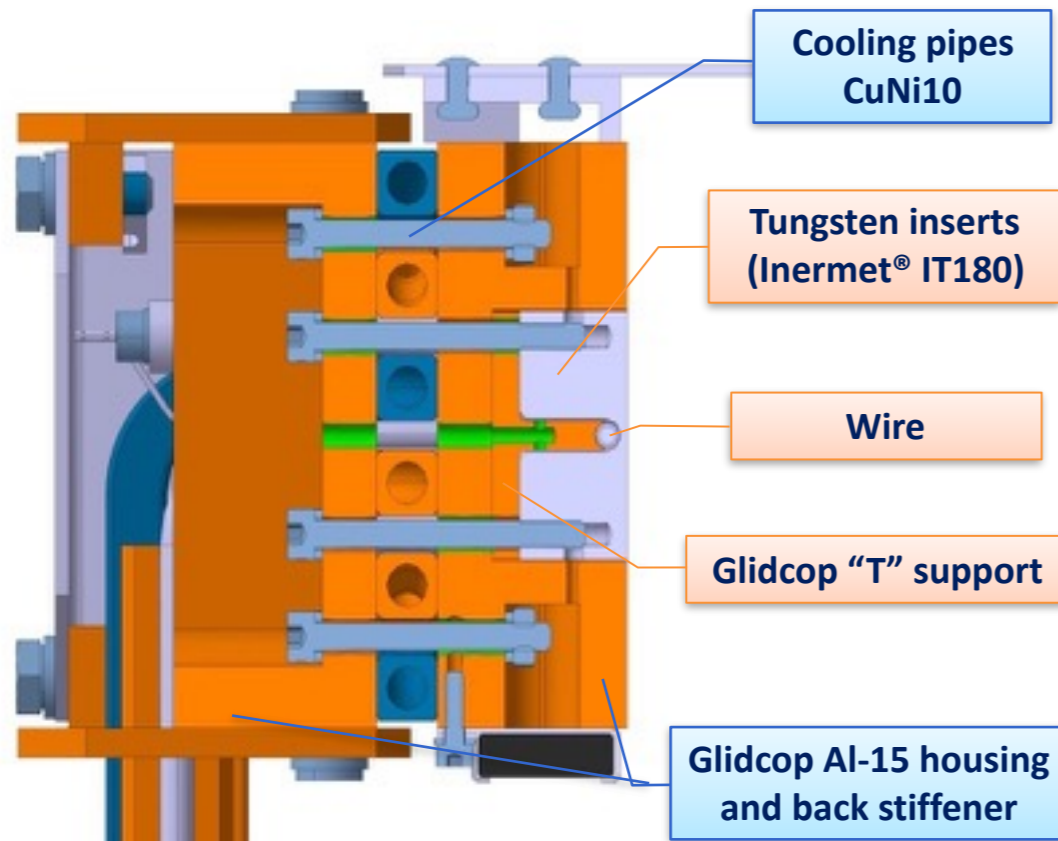 Cooling pipes
CuNi10
Tungsten inserts
(Inermet® IT180)
Wire
Glidcop “T” support
Glidcop Al-15 housing
and back stiffener